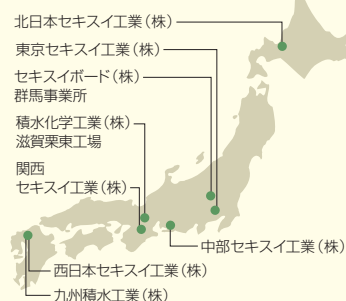 北日本セキスイ工業（株）
東京セキスイ工業（株）
セキスイボード（株）
群馬事業所
積水化学工業（株）
滋賀栗東工場
関西
セキスイ工業（株）
中部セキスイ工業（株）
西日本セキスイ工業（株）
九州積水工業（株）